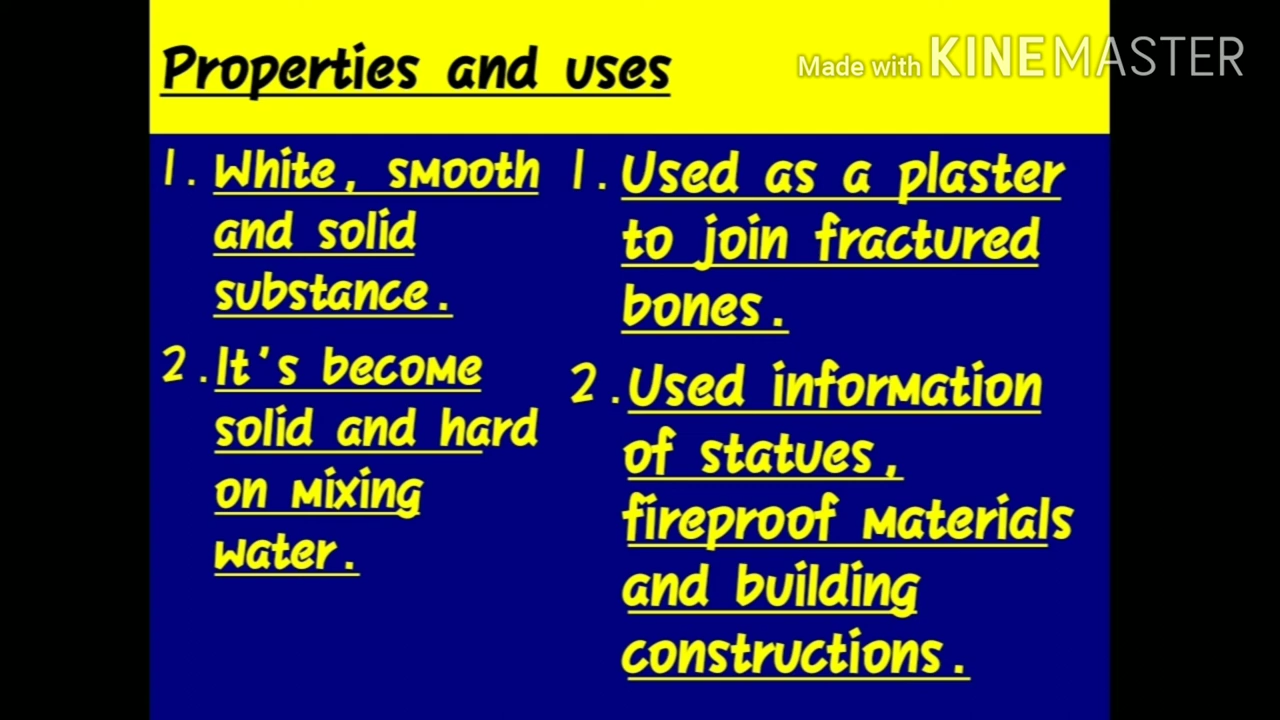 Properties and uses
Made with KINEMASTER
1. White, smooth
and solid
substance.
2. It's become
solid and hard
on mixing
water.
1. Used as a plaster
to join fractured
bones.
2. Used information
of statues,
fireproof materials
and building
constructions.